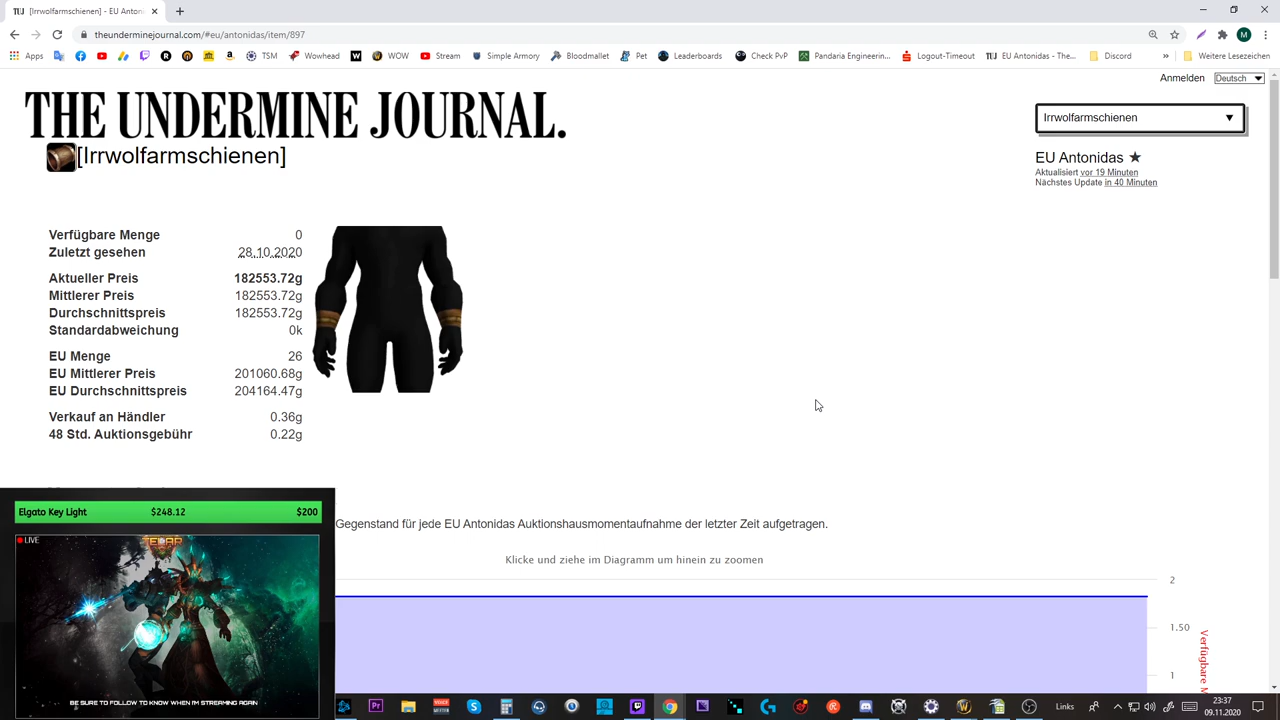 [Irrwolfarmschienen] - EU Anton
theunderminejournal.com/#eu/antonidas/item/897
Apps
TSM
Wowhead
WOW
Stream
Simple Armory
Bloodmallet
Pet
Leaderboards
Check PvP
Pandaria Engineerin...
Logout-Timeout
EU Antonidas - The...
Discord
»
Weitere Lesezeichen
Anmelden
Deutsch
THE UNDERMINE JOURNAL.
Irrwolfarmschienen
[Irrwolfarmschienen]
EU Antonidas ★
Aktualisiert vor 19 Minuten
Nächstes Update in 40 Minuten
Verfügbare Menge 0
Zuletzt gesehen 28.10.2020
Aktueller Preis 182553.72g
Mittlerer Preis 182553.72g
Durchschnittspreis 182553.72g
Standardabweichung 0k
EU Menge 26
EU Mittlerer Preis 201060.68g
EU Durchschnittspreis 204164.47g
Verkauf an Händler 0.36g
48 Std. Auktionsgebühr 0.22g
Elgato Key Light $248.12 $200
LIVE
BE SURE TO FOLLOW TO KNOW WHEN I'M STREAMING AGAIN
Gegenstand für jede EU Antonidas Auktionshausmomentaufnahme der letzter Zeit aufgetragen.
Klicke und ziehe im Diagramm um hinein zu zoomen
2
1.50
1
Verfügbare M
Links
23:37
09.11.2020